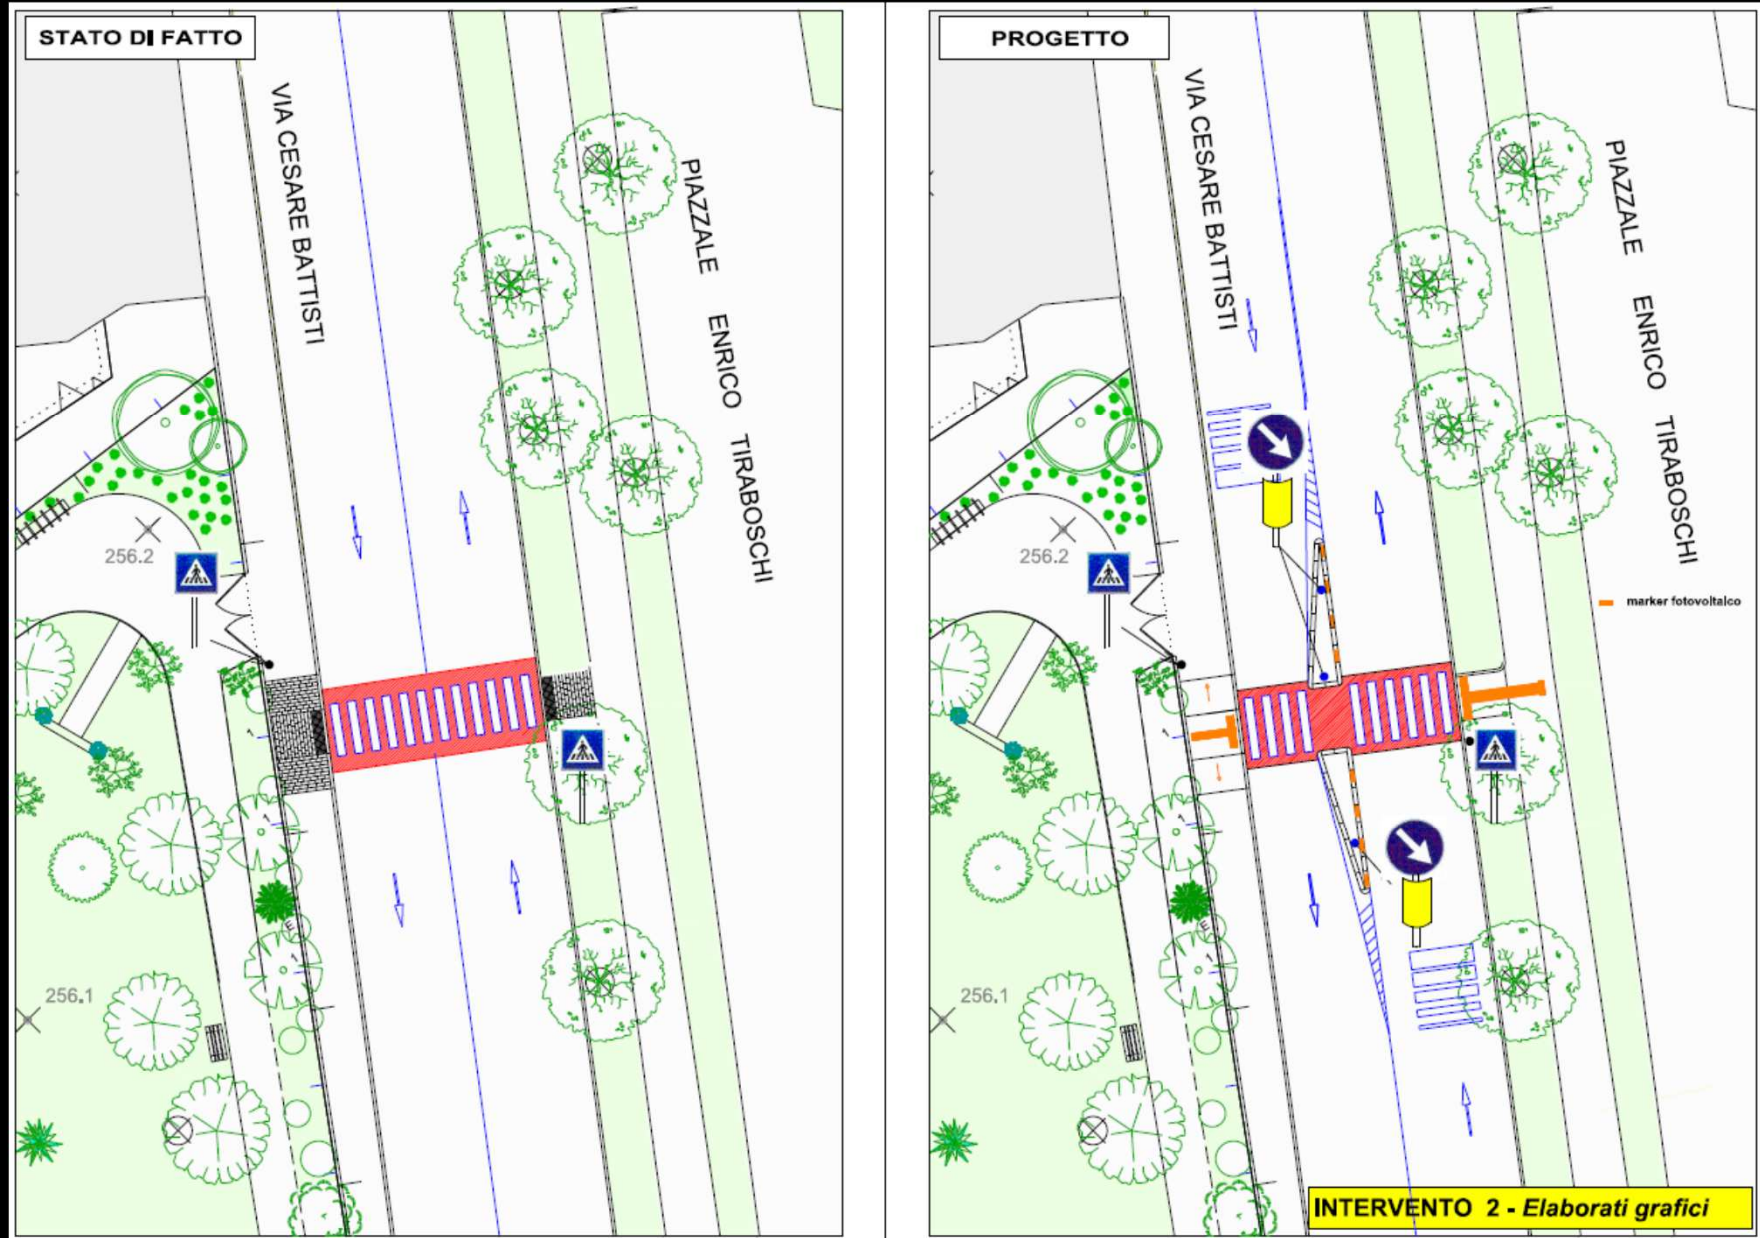 STATO DI FATTO
VIA CESARE BATTISTI
PIAZZALE ENRICO TIRABOSCHI
256.2
256.1
PROGETTO
VIA CESARE BATTISTI
PIAZZALE ENRICO TIRABOSCHI
256.2
marker fotovoltaico
256.1
INTERVENTO 2 - Elaborati grafici